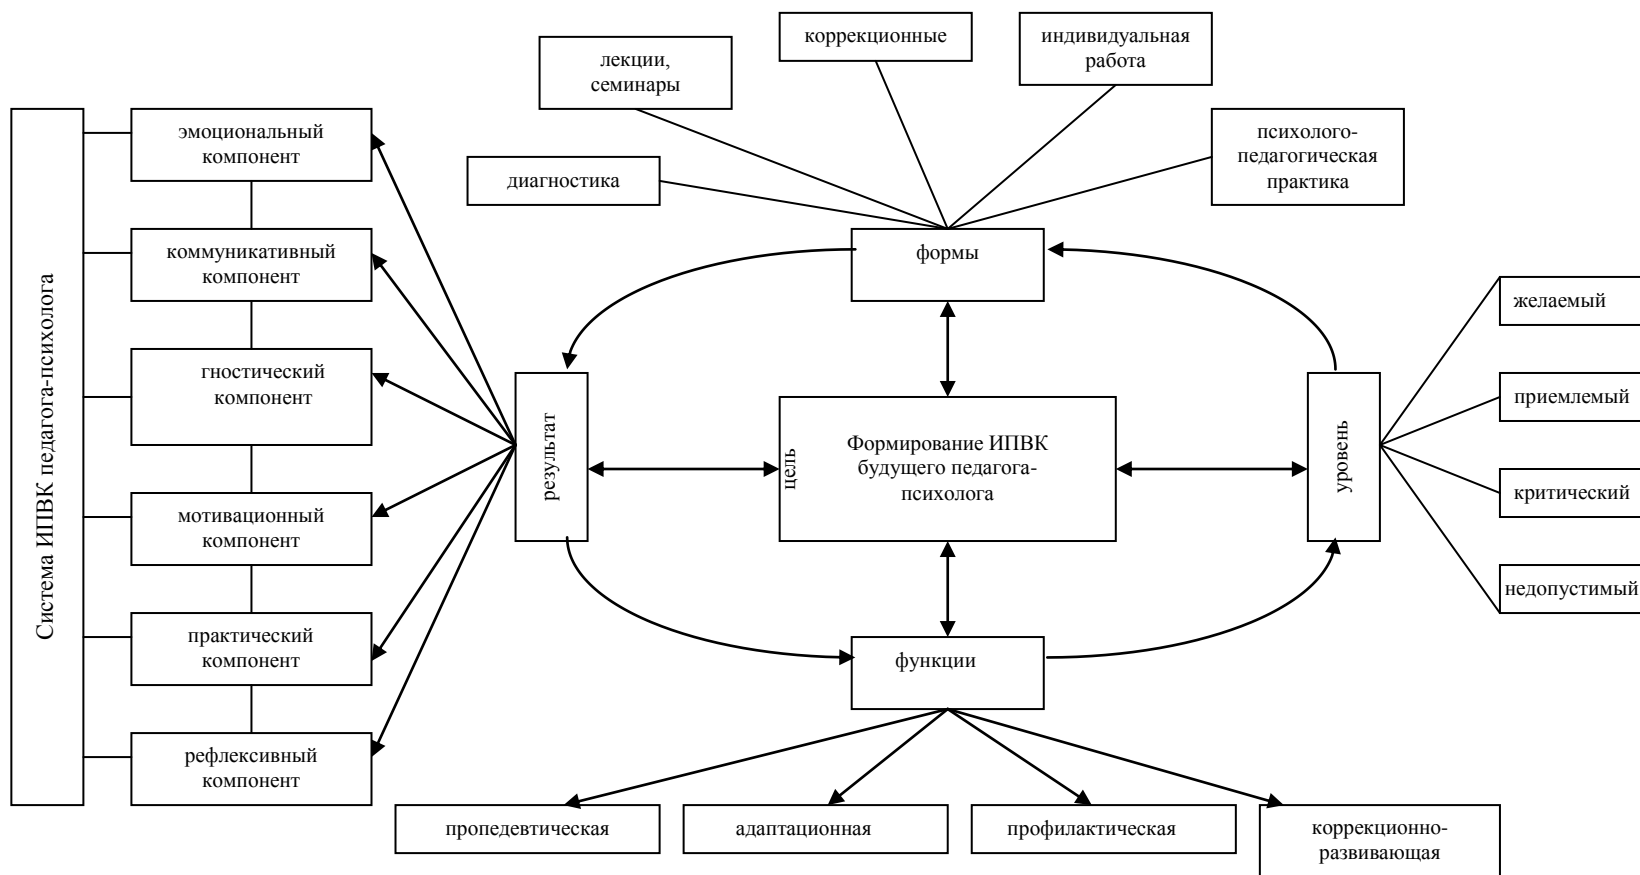 коррекционные
индивидуальная
работа
лекции,
семинары
психолого-
педагогическая
практика
диагностика
Система ИПВК педагога-психолога
эмоциональный
компонент
коммуникативный
компонент
гностический
компонент
мотивационный
компонент
практический
компонент
рефлексивный
компонент
формы
результат
цель
Формирование ИПВК
будущего педагога-
психолога
уровень
желаемый
приемлемый
критический
недопустимый
функции
пропедевтическая
адаптационная
профилактическая
коррекционно-
развивающая